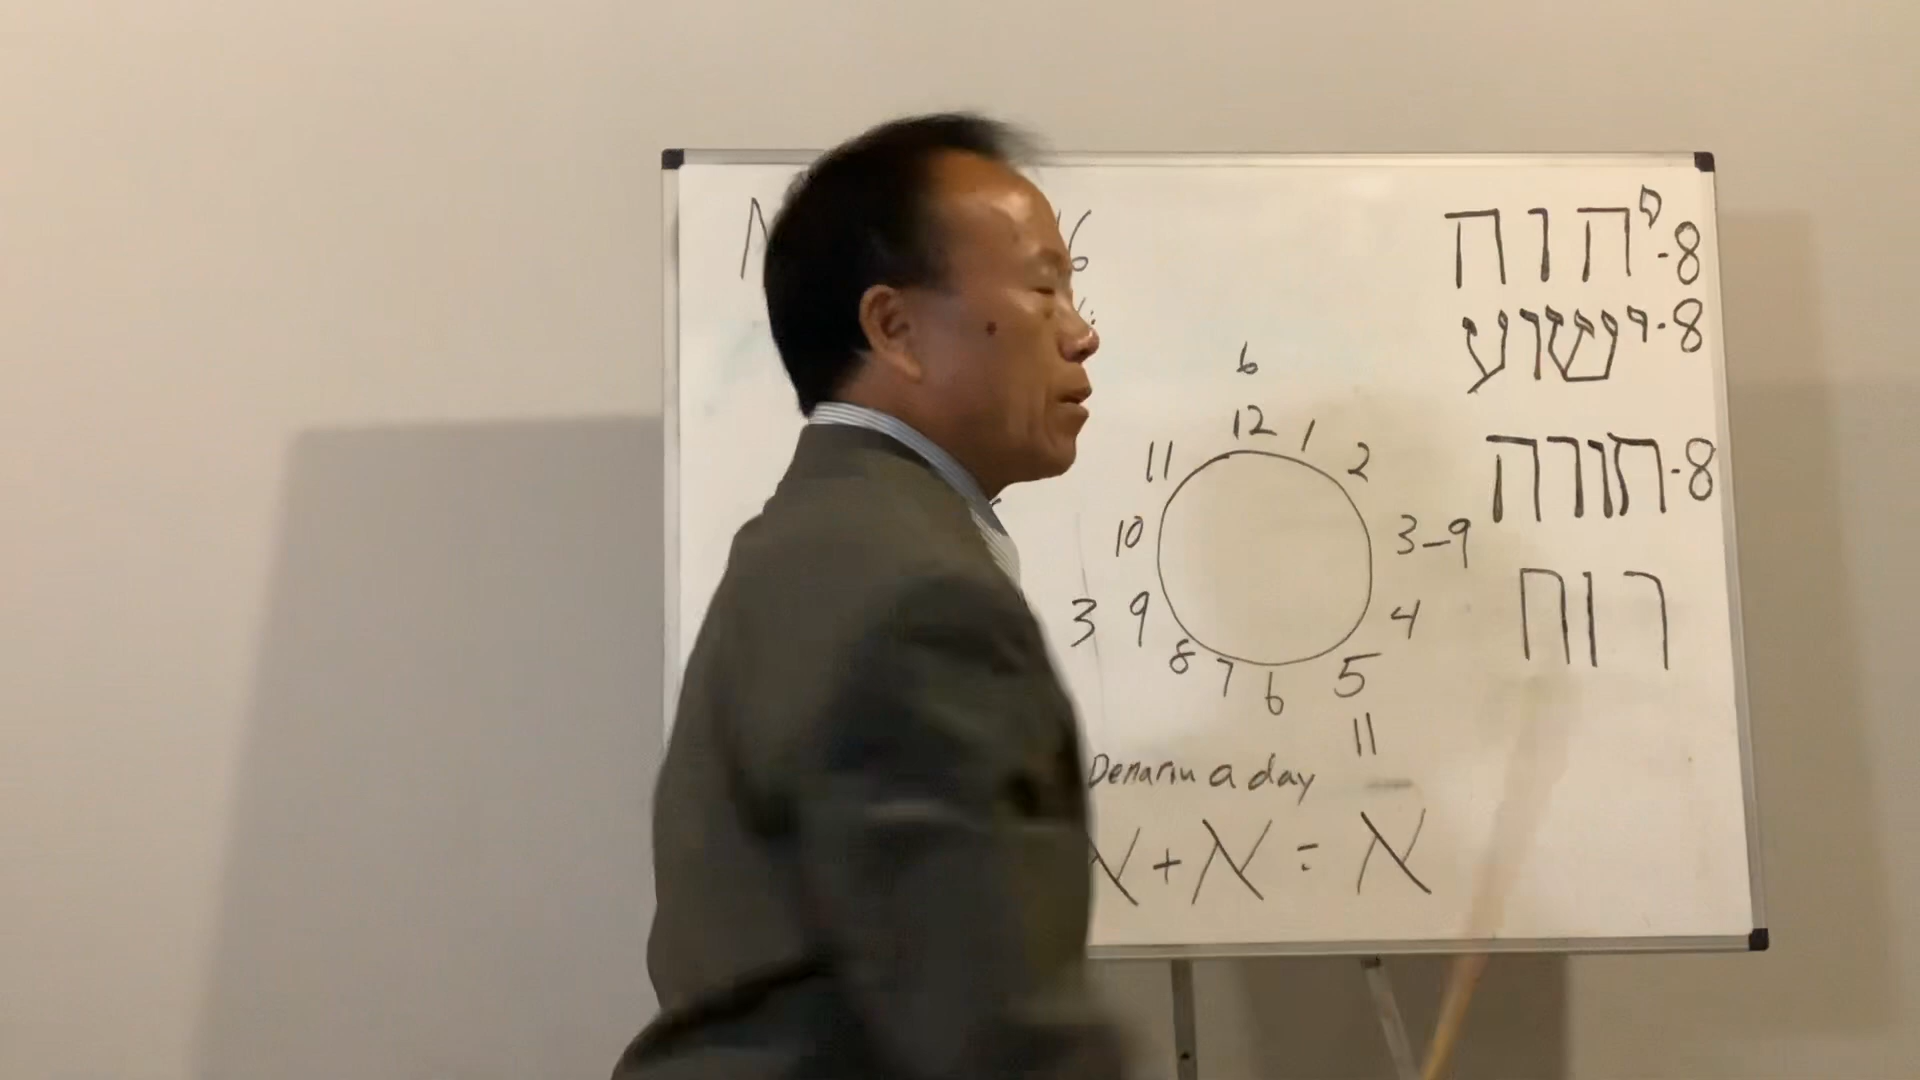 6
יהוה-8
ישוע-8
תורה-8
רוח
6
12
11 1 2
10 3-9
3 9 4
8 7 6 5
11
Denariu a day
א + א = א